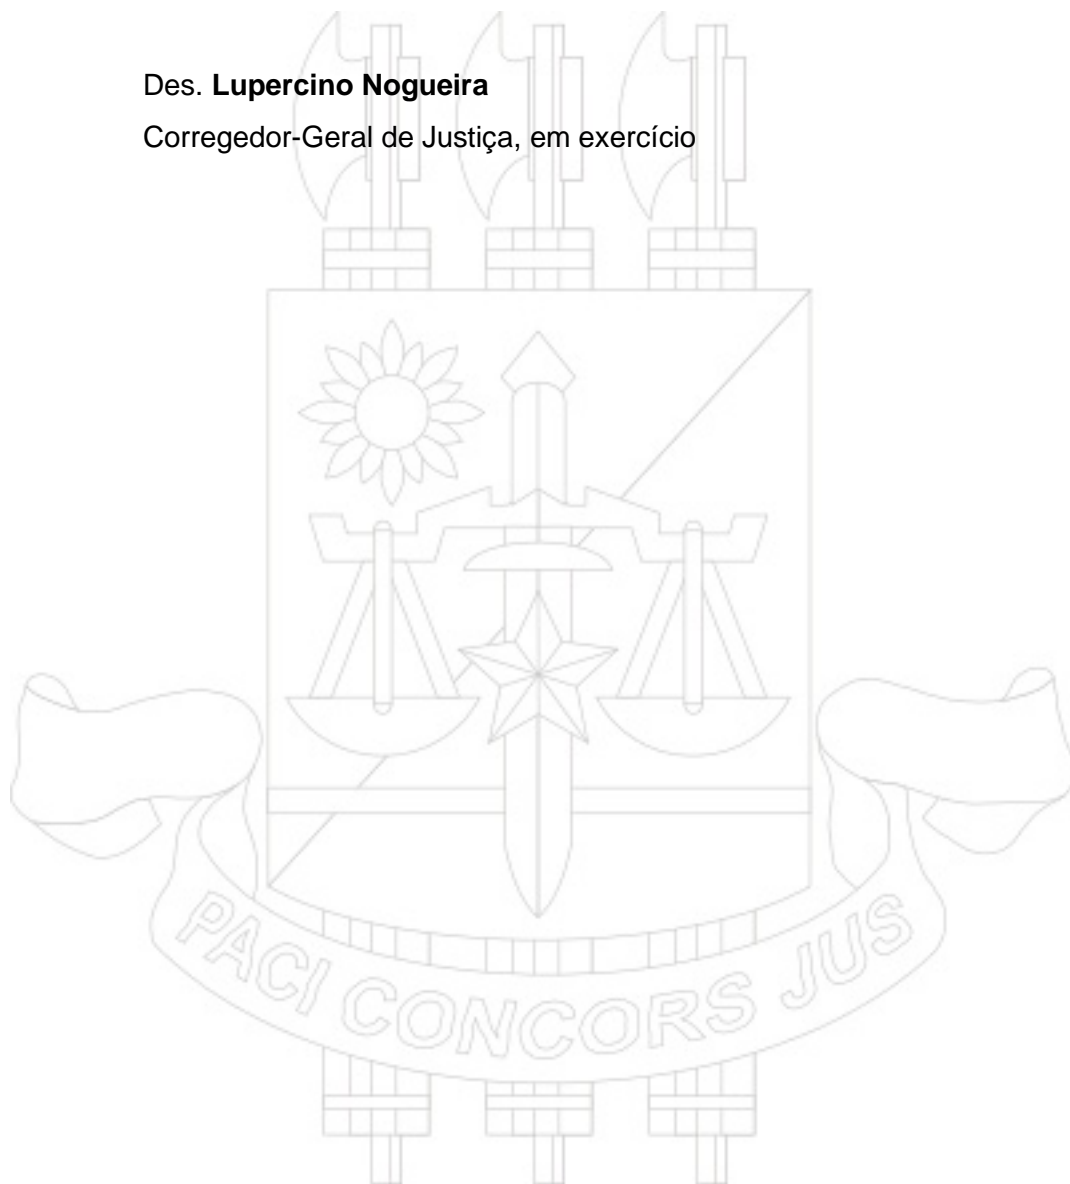 Des. Lupercino Nogueira
Corregedor-Geral de Justiça, em exercício
PACI CONCORS JUS